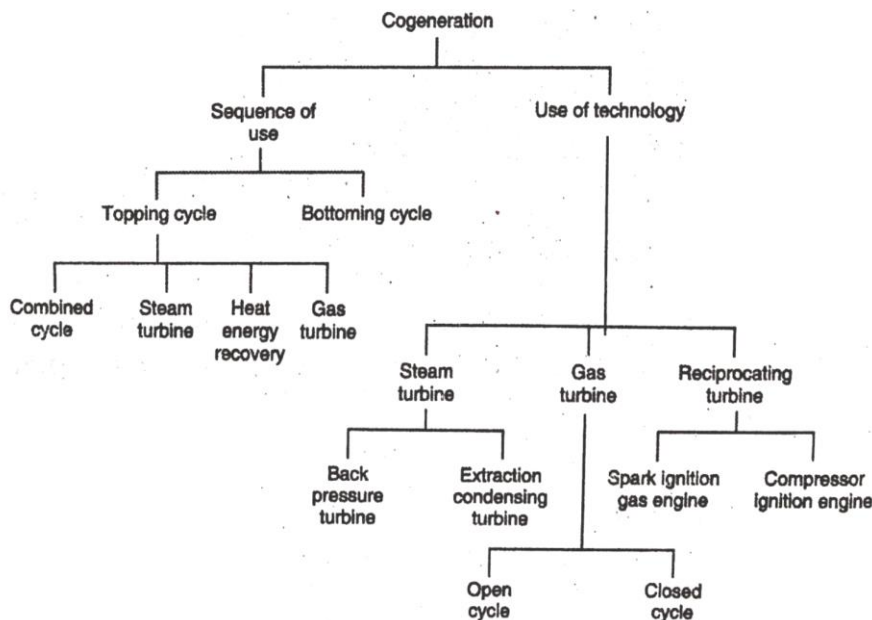 Cogeneration
Sequence of
use
Use of technology
Topping cycle
Bottoming cycle
Combined
cycle
Steam
turbine
Heat
energy
recovery
Gas
turbine
Steam
turbine
Gas
turbine
Reciprocating
turbine
Back
pressure
turbine
Extraction
condensing
turbine
Spark ignition
gas engine
Compressor
ignition engine
Open
cycle
Closed
cycle